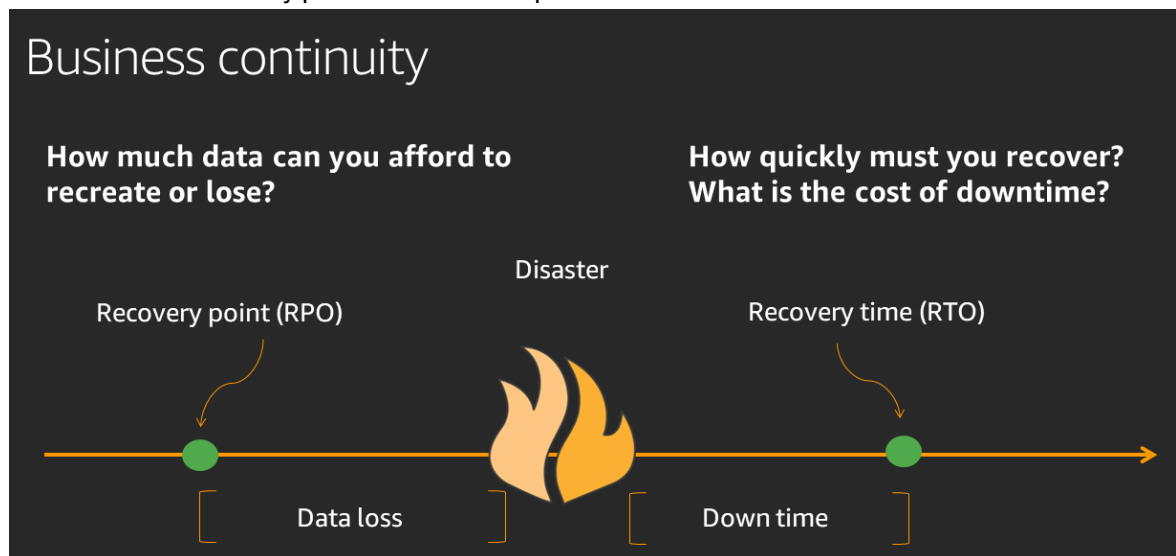 Business continuity
How much data can you afford to
recreate or lose?
How quickly must you recover?
What is the cost of downtime?
Disaster
Recovery point (RPO)
Recovery time (RTO)
Data loss
Down time